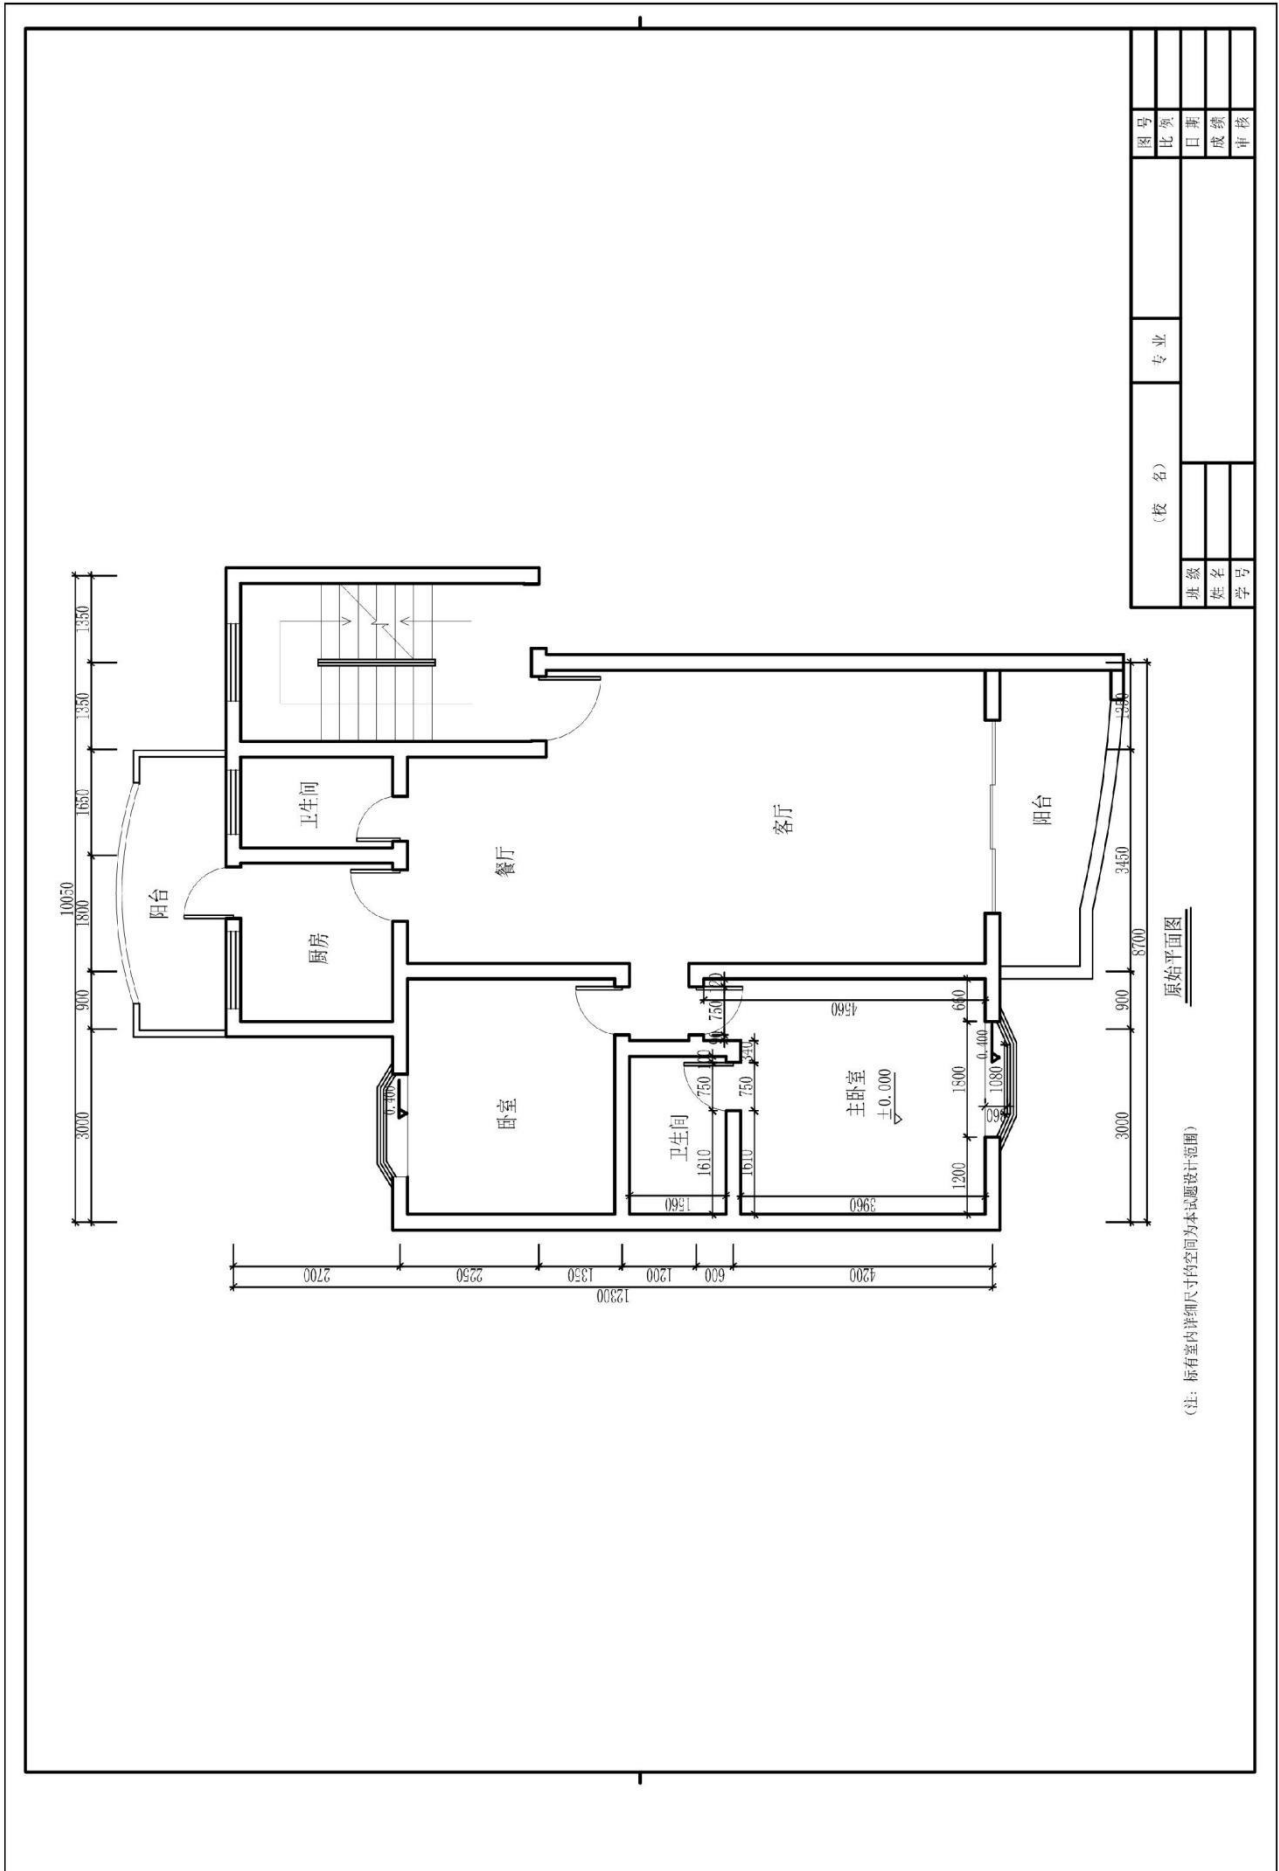 10050
3000
900
1800
1650
1350
1350
阳台
卫生间
厨房
餐厅
客厅
阳台
卧室
卫生间
主卧室
±0.000
0.400
0.400
120
750
90
4560
340
750
120
750
1610
1610
1560
3960
660
1800
1200
1080
2700
2250
1350
1200
600
4200
12300
3000
900
3450
1350
8700
原始平面图
(注：标有室内详细尺寸的空间为本试题设计范围)
(校 名)
专 业
图 号
比 例
日 期
成 绩
审 核
班 级
姓 名
学 号